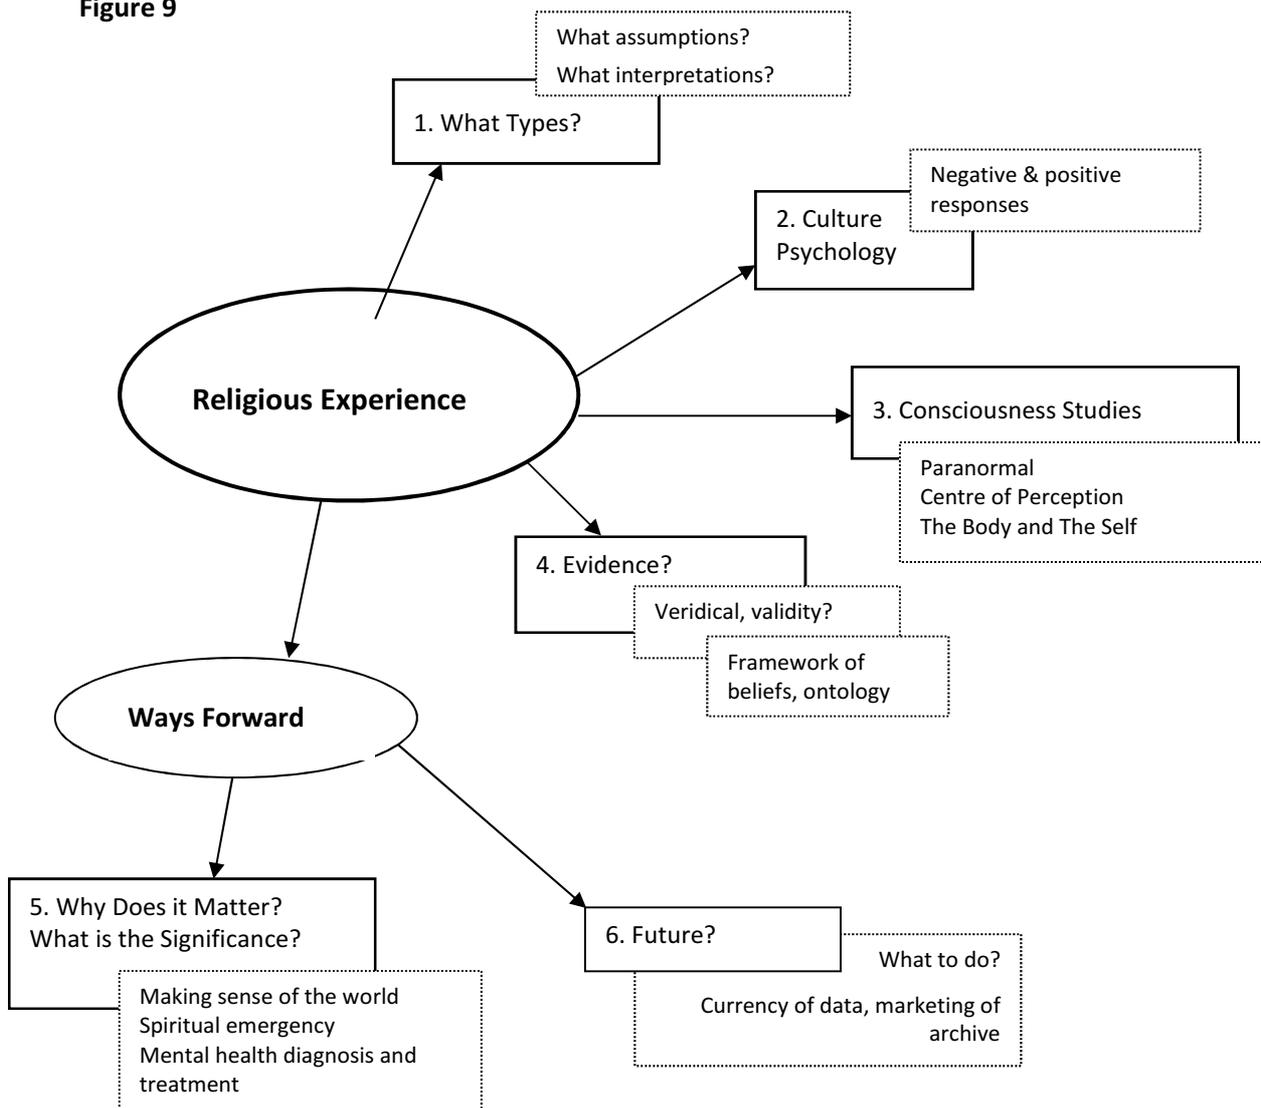 Figure 9
What assumptions?
What interpretations?
1. What Types?
Negative & positive
responses
2. Culture
Psychology
Religious Experience
3. Consciousness Studies
Paranormal
Centre of Perception
The Body and The Self
4. Evidence?
Veridical, validity?
Framework of
beliefs, ontology
Ways Forward
5. Why Does it Matter?
What is the Significance?
Making sense of the world
Spiritual emergency
Mental health diagnosis and
treatment
6. Future?
What to do?
Currency of data, marketing of
archive